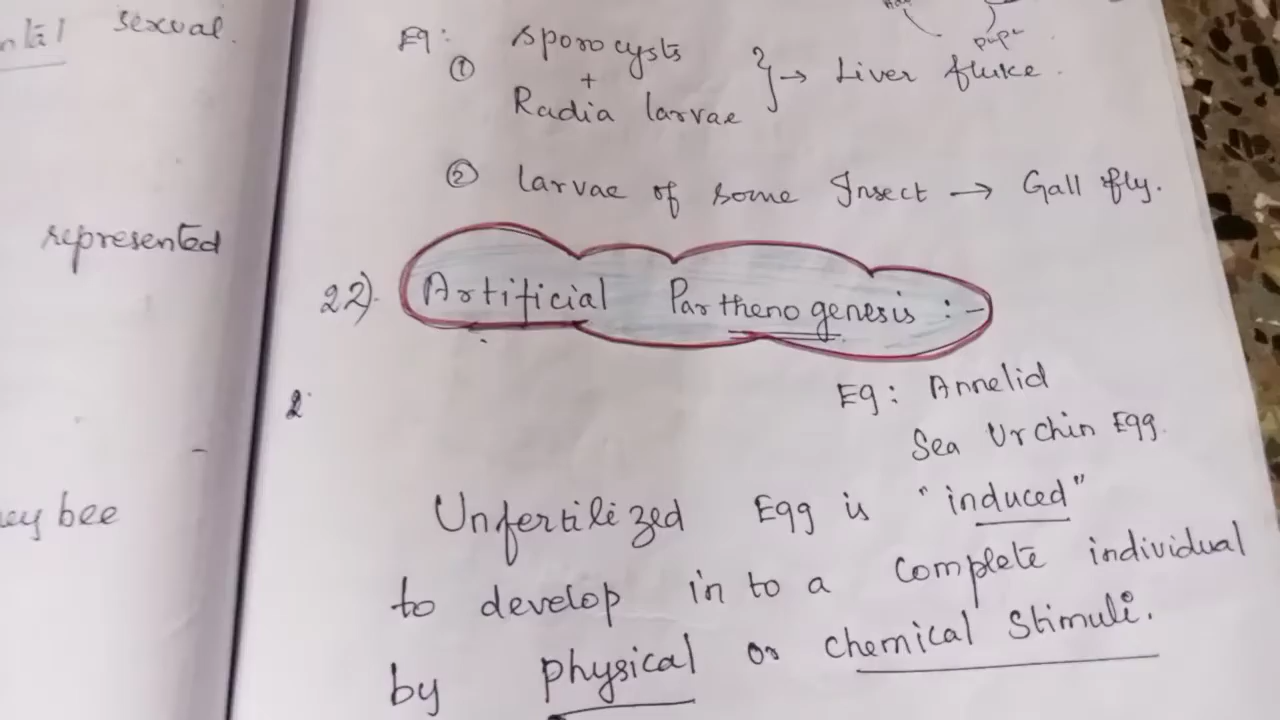 sexual.
represented
bee
Eg: ① Sporocysts
+
Radia larvae } → Liver fluke.
② larvae of some Insect → Gall fly.
22). Artificial Parthenogenesis :-
Eg: Annelid
Sea Urchin Egg.
Unfertilized Egg is "induced"
to develop in to a complete individual
by physical or chemical Stimuli.